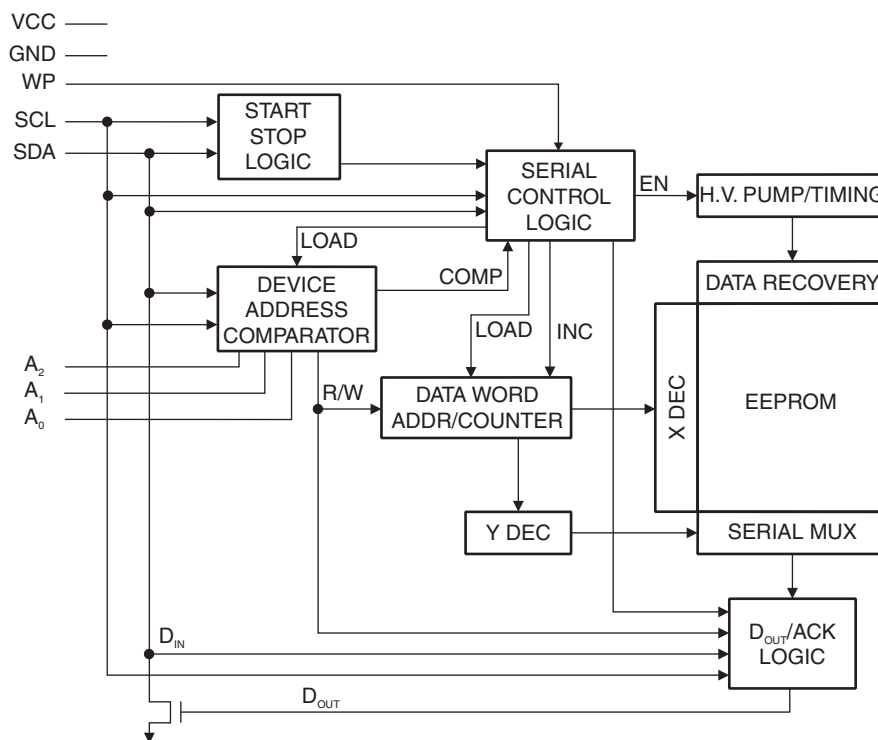 VCC
GND
WP
SCL
SDA
START
STOP
LOGIC
SERIAL
CONTROL
LOGIC
EN
H.V. PUMP/TIMING
LOAD
COMP
DEVICE
ADDRESS
COMPARATOR
DATA RECOVERY
LOAD
INC
A2
A1
A0
R/W
DATA WORD
ADDR/COUNTER
X DEC
EEPROM
Y DEC
SERIAL MUX
DIN
DOUT/ACK
LOGIC
DOUT